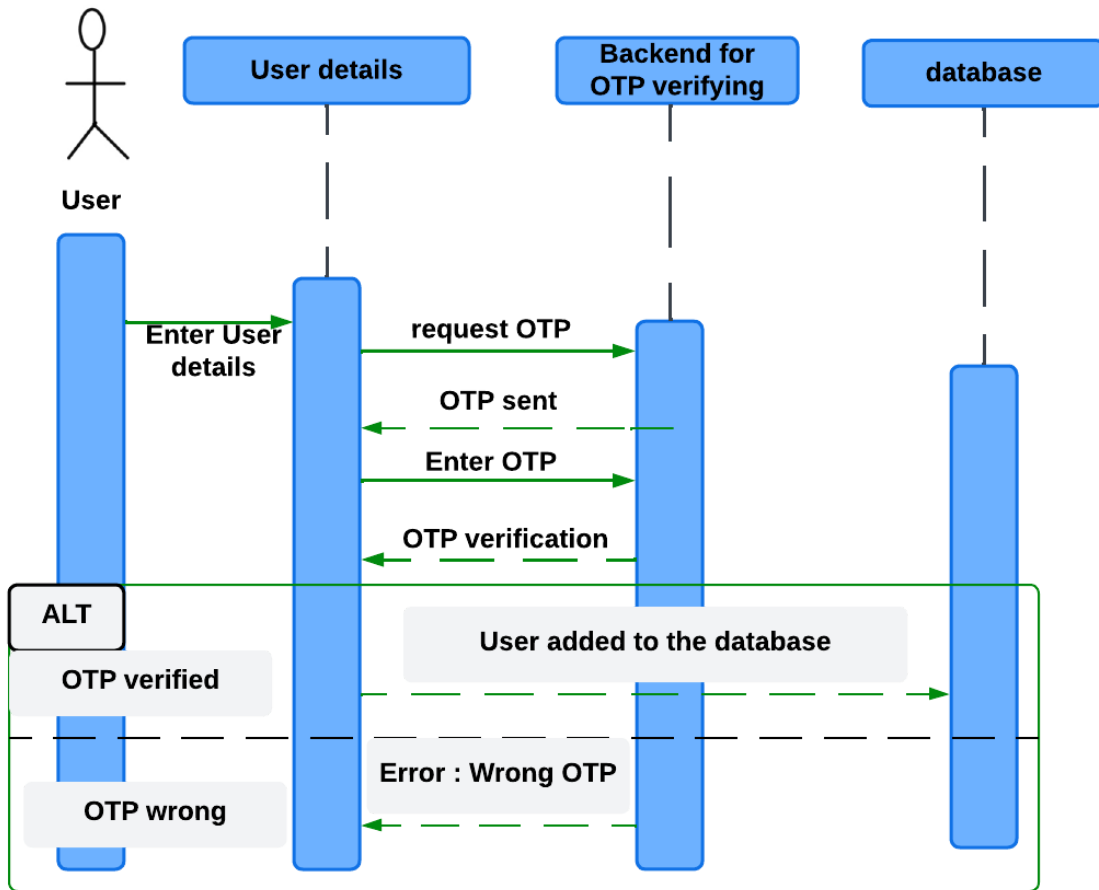 User details
Backend for
OTP verifying
database
User
Enter User
details
request OTP
OTP sent
Enter OTP
OTP verification
ALT
User added to the database
OTP verified
Error : Wrong OTP
OTP wrong